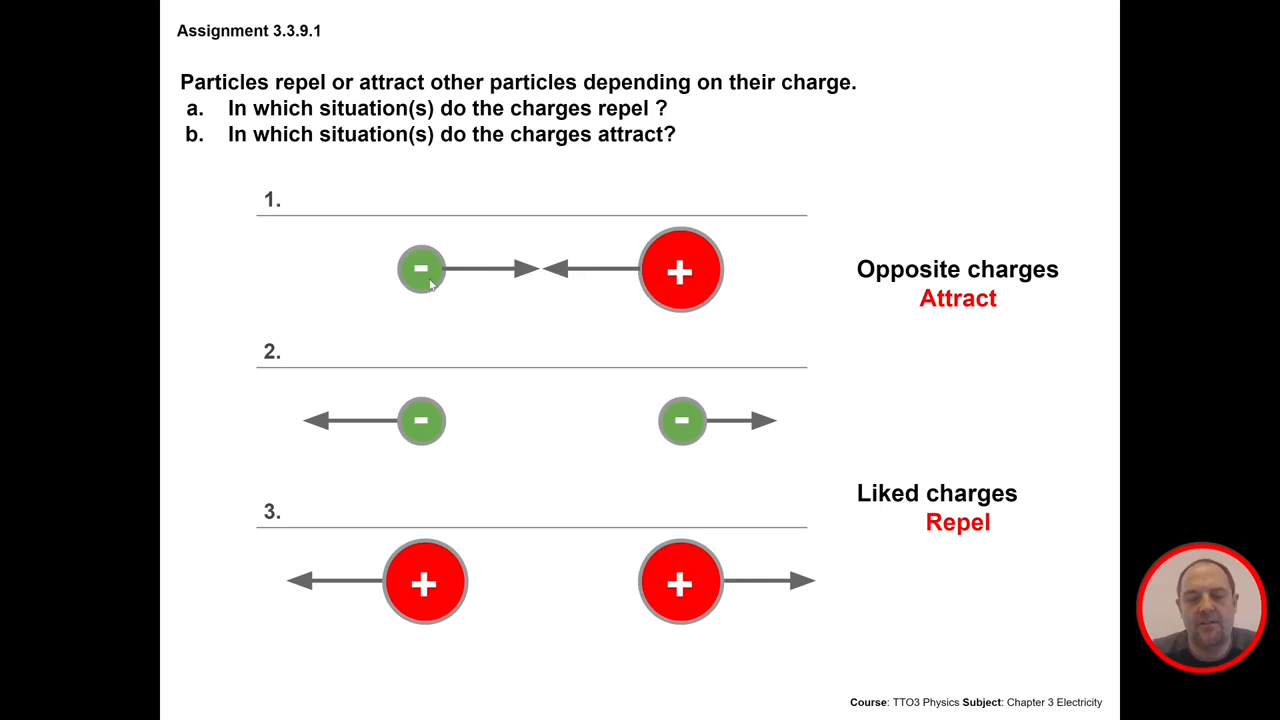 Assignment 3.3.9.1
Particles repel or attract other particles depending on their charge.
a. In which situation(s) do the charges repel ?
b. In which situation(s) do the charges attract?
1.
- +
Opposite charges
Attract
2.
- -
Liked charges
Repel
3.
+ +
Course: TTO3 Physics Subject: Chapter 3 Electricity